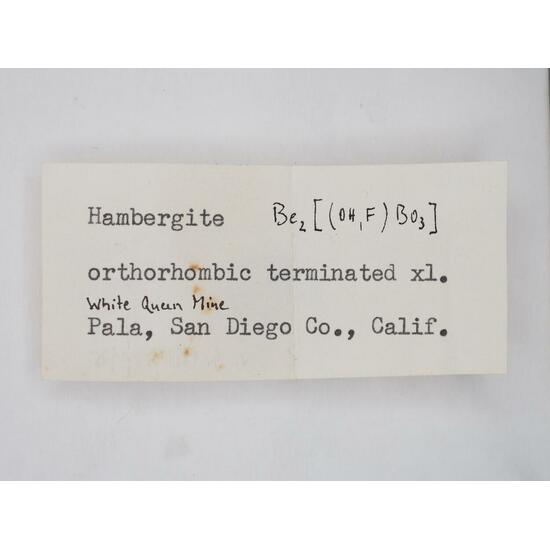 Hambergite Be₂[(OH,F)BO₃]
orthorhombic terminated xl.
White Queen Mine
Pala, San Diego Co., Calif.